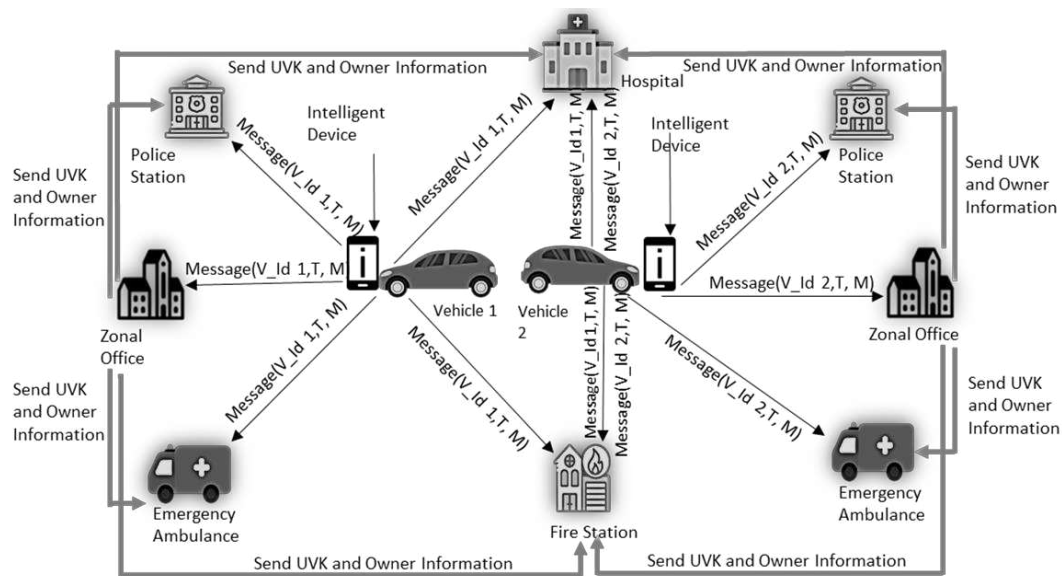 Send UVK and Owner Information
Hospital
Send UVK and Owner Information
Intelligent
Device
Intelligent
Device
Police
Station
Police
Station
Message(V_Id 1,T, M)
Message(V_Id 1,T, M)
Message(V_Id 1,T, M)
Message(V_Id 2,T, M)
Message(V_Id 2,T, M)
Send UVK
and Owner
Information
Send UVK
and Owner
Information
Message(V_Id 1,T, M
Message(V_Id 2,T, M)
i
i
Zonal
Office
Vehicle 1
Vehicle
2
Zonal Office
Message(V_Id 1,T, M)
Message(V_Id 1,T, M)
Message(V_Id 1,T, M)
Message(V_Id 2,T, M)
Message(V_Id 2,T, M)
Send UVK
and Owner
Information
Send UVK
and Owner
Information
Emergency
Ambulance
Fire Station
Emergency
Ambulance
Send UVK and Owner Information
Send UVK and Owner Information